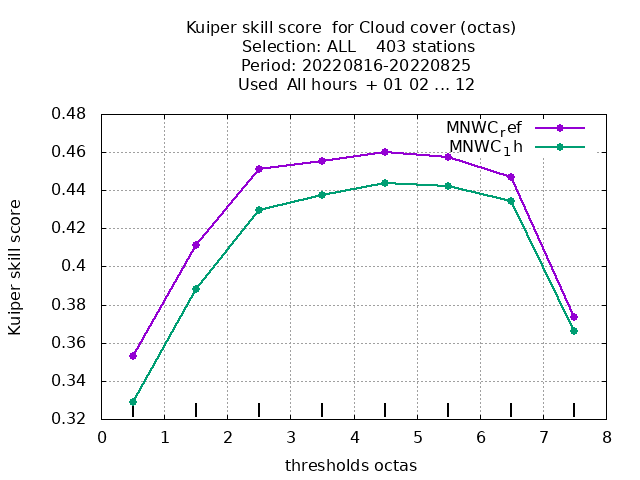 Kuiper skill score  for Cloud cover (octas)
Selection: ALL    403 stations
Period: 20220816-20220825
Used  All hours  + 01 02 ... 12
0.48
0.46
0.44
0.42
0.4
0.38
0.36
0.34
0.32
Kuiper skill score
MNWC_ref
MNWC_1h
0 1 2 3 4 5 6 7 8
thresholds octas